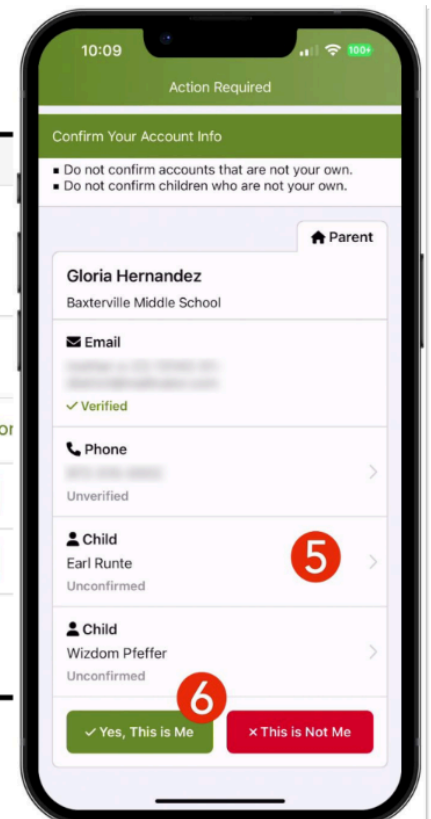 10:09
100+
Action Required
Confirm Your Account Info
▪ Do not confirm accounts that are not your own.
▪ Do not confirm children who are not your own.
Parent
Gloria Hernandez
Baxterville Middle School
Email
✓ Verified
Phone
Unverified
Child
Earl Runte
5
Unconfirmed
Child
Wizdom Pfeffer
Unconfirmed
6
✓ Yes, This is Me
× This is Not Me
or